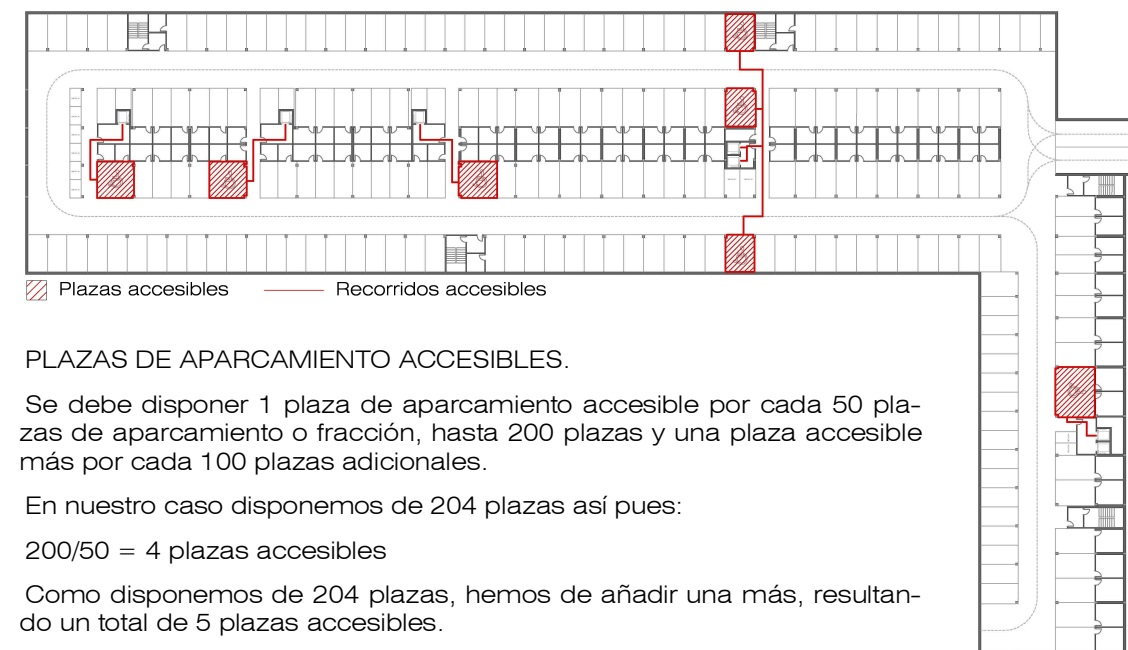 Plazas accesibles
Recorridos accesibles
PLAZAS DE APARCAMIENTO ACCESIBLES.
Se debe disponer 1 plaza de aparcamiento accesible por cada 50 pla-
zas de aparcamiento o fracción, hasta 200 plazas y una plaza accesible
más por cada 100 plazas adicionales.
En nuestro caso disponemos de 204 plazas así pues:
200/50 = 4 plazas accesibles
Como disponemos de 204 plazas, hemos de añadir una más, resultan-
do un total de 5 plazas accesibles.